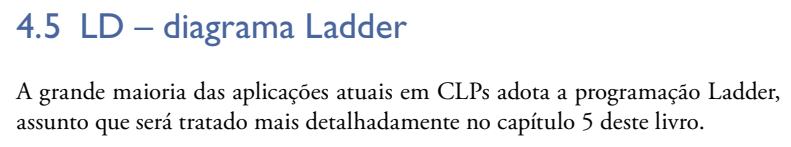 4.5 LD – diagrama Ladder
A grande maioria das aplicações atuais em CLPs adota a programação Ladder,
assunto que será tratado mais detalhadamente no capítulo 5 deste livro.